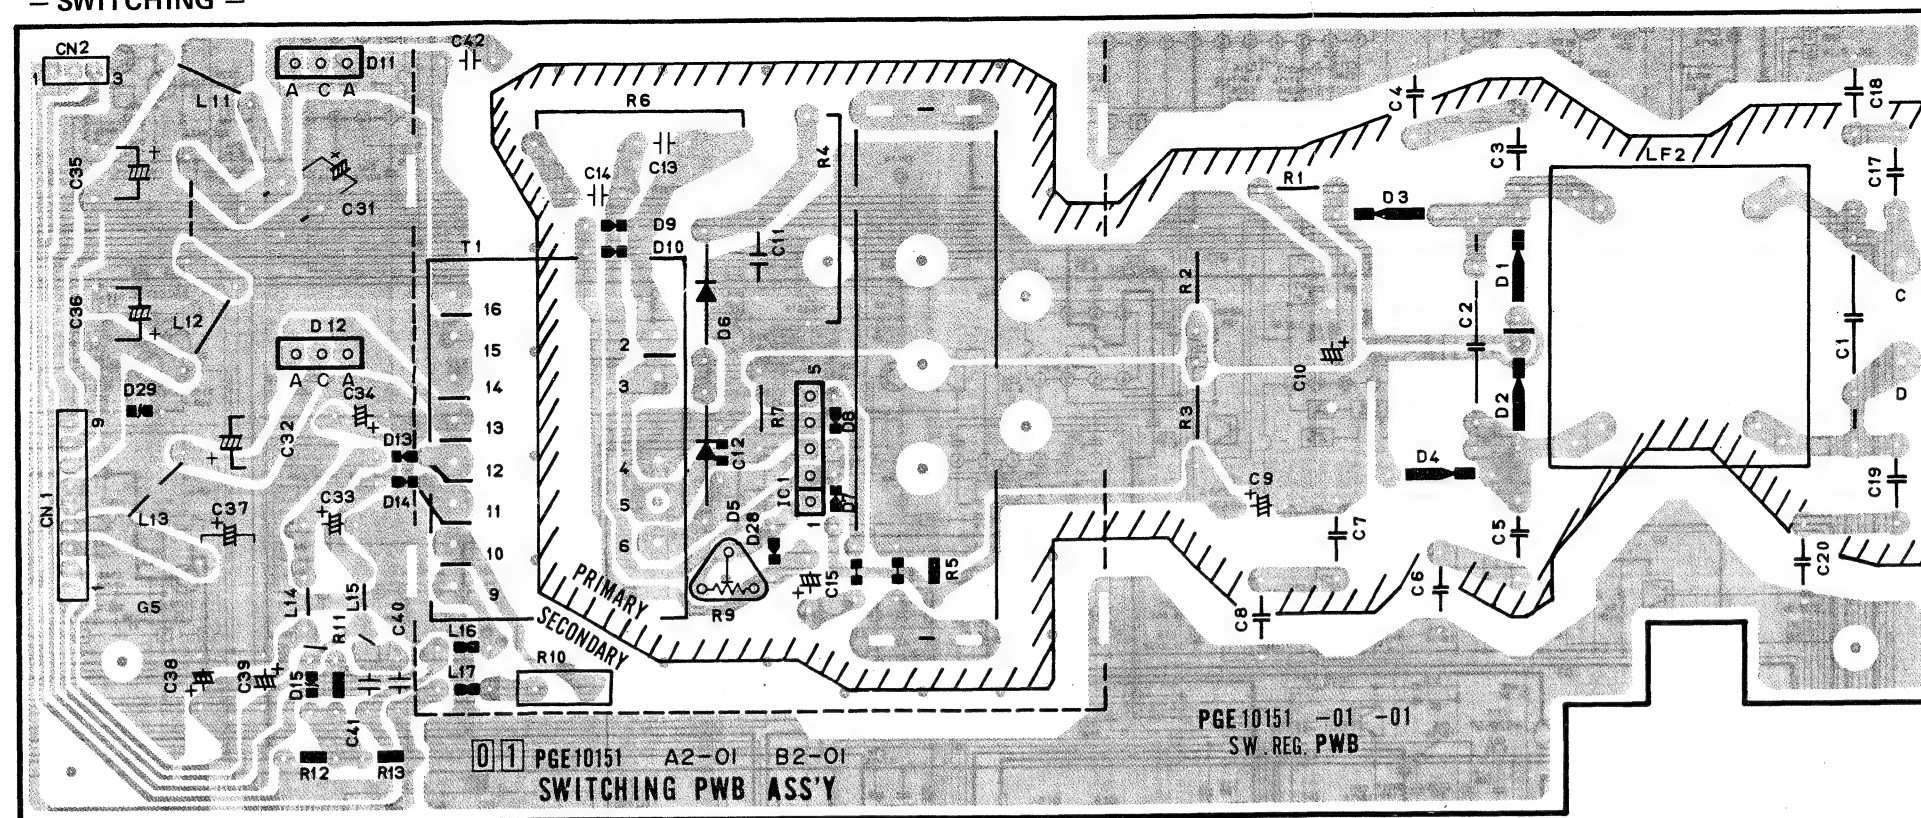 — SWITCHING —
CN2
1
3
D11
A C A
C42
L11
R6
C4
C18
C35
C13
R4
C3
LF2
C17
C14
R1
C31
D9
D3
D10
T1
C11
R2
D1
C
C36
L12
16
D6
C2
C1
D12
15
2
5
C10
A C A
14
3
D29
C34
R7
D8
R3
D2
D
9
C32
13
D13
C12
12
4
D4
CN1
D14
IC1
C9
C19
C37
C33
11
5
D5
D7
L13
1
D28
C7
C5
10
6
R5
C20
1
G5
L14
L15
9
PRIMARY
C15
C6
R11
C40
SECONDARY
R9
C8
L16
C38
C39
D15
L17
R10
C41
PGE10151 -01 -01
SW.REG. PWB
R12
R13
01 PGE10151 A2-01 B2-01
SWITCHING PWB ASS'Y